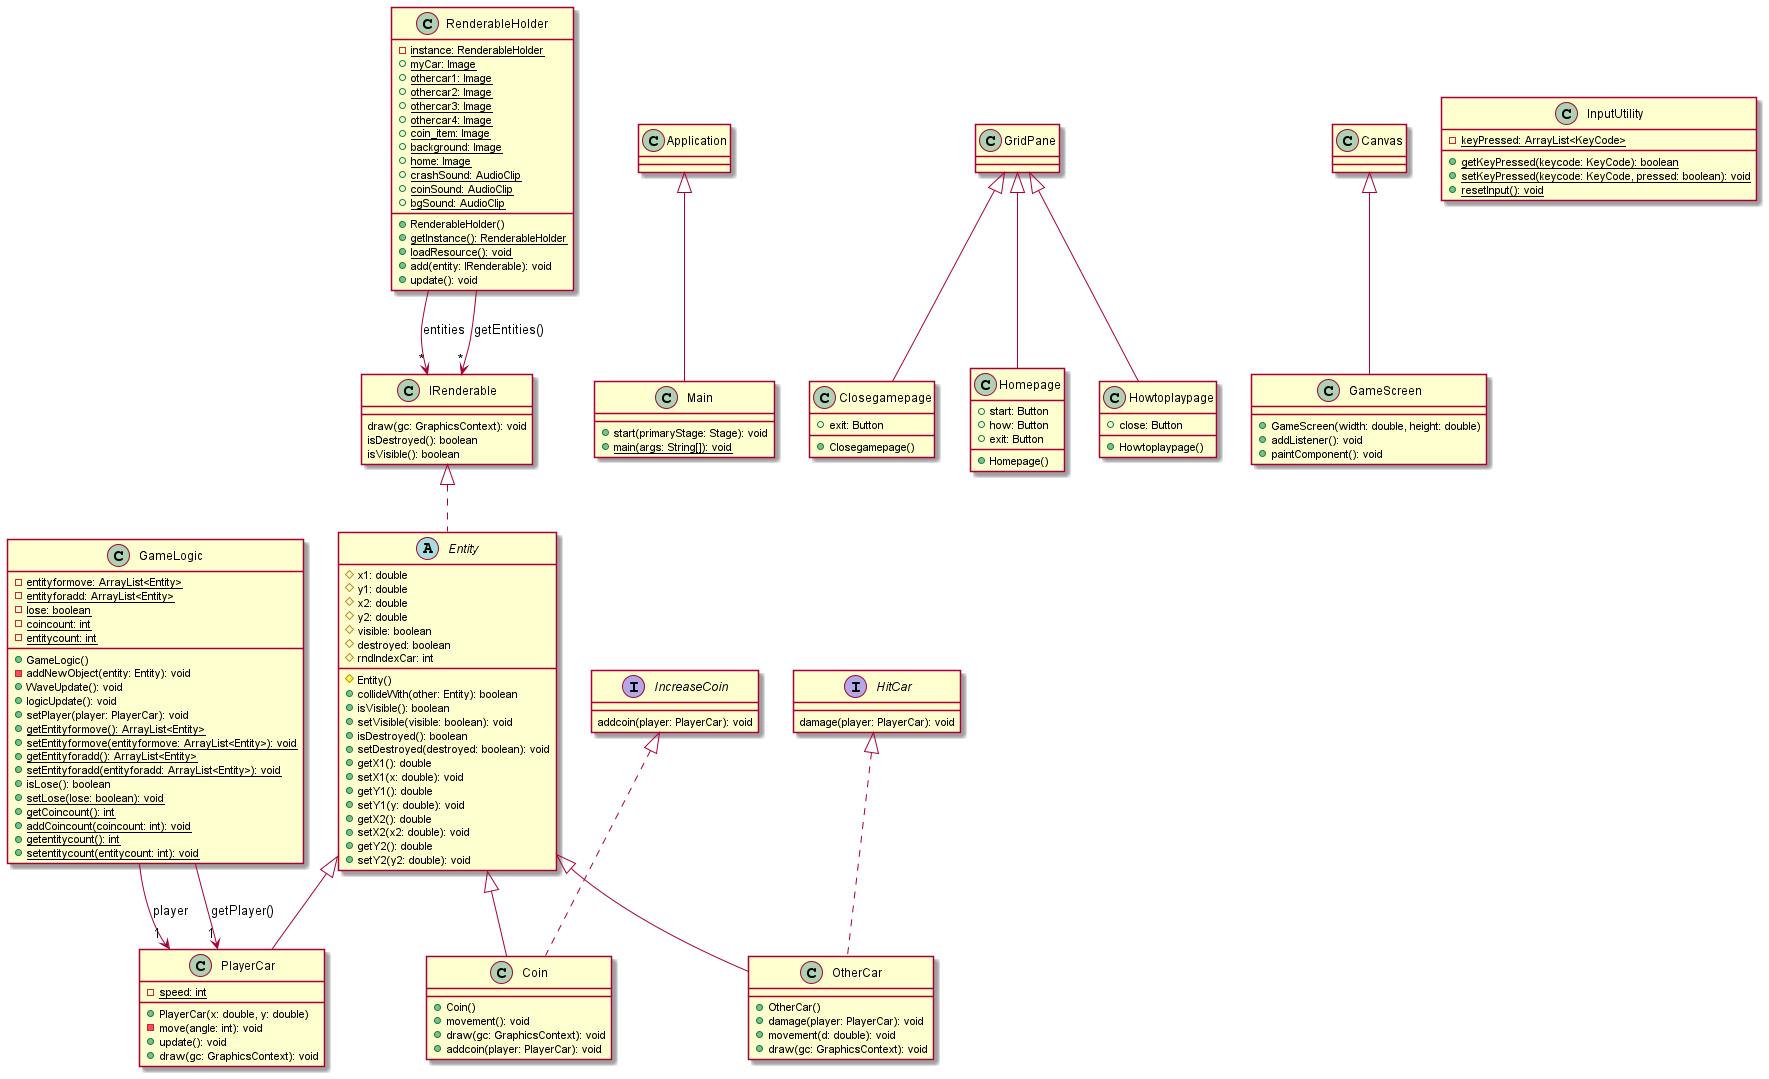 C RenderableHolder
instance: RenderableHolder
myCar: Image
othercar1: Image
othercar2: Image
othercar3: Image
othercar4: Image
coin_item: Image
background: Image
home: Image
crashSound: AudioClip
coinSound: AudioClip
bgSound: AudioClip
RenderableHolder()
getInstance(): RenderableHolder
loadResource(): void
add(entity: IRenderable): void
update(): void
C Application
C GridPane
C Canvas
C InputUtility
keyPressed: ArrayList<KeyCode>
getKeyPressed(keycode: KeyCode): boolean
setKeyPressed(keycode: KeyCode, pressed: boolean): void
resetInput(): void
entities
getEntities()
*
*
C IRenderable
draw(gc: GraphicsContext): void
isDestroyed(): boolean
isVisible(): boolean
C Main
start(primaryStage: Stage): void
main(args: String[]): void
C Closegamepage
exit: Button
Closegamepage()
C Homepage
start: Button
how: Button
exit: Button
Homepage()
C Howtoplaypage
close: Button
Howtoplaypage()
C GameScreen
GameScreen(width: double, height: double)
addListener(): void
paintComponent(): void
C GameLogic
entityformove: ArrayList<Entity>
entityforadd: ArrayList<Entity>
lose: boolean
coincount: int
entitycount: int
GameLogic()
addNewObject(entity: Entity): void
WaveUpdate(): void
logicUpdate(): void
setPlayer(player: PlayerCar): void
getEntityformove(): ArrayList<Entity>
setEntityformove(entityformove: ArrayList<Entity>): void
getEntityforadd(): ArrayList<Entity>
setEntityforadd(entityforadd: ArrayList<Entity>): void
isLose(): boolean
setLose(lose: boolean): void
getCoincount(): int
addCoincount(coincount: int): void
getentitycount(): int
setentitycount(entitycount: int): void
A Entity
x1: double
y1: double
x2: double
y2: double
visible: boolean
destroyed: boolean
rndIndexCar: int
Entity()
collideWith(other: Entity): boolean
isVisible(): boolean
setVisible(visible: boolean): void
isDestroyed(): boolean
setDestroyed(destroyed: boolean): void
getX1(): double
setX1(x: double): void
getY1(): double
setY1(y: double): void
getX2(): double
setX2(x2: double): void
getY2(): double
setY2(y2: double): void
I IncreaseCoin
addcoin(player: PlayerCar): void
I HitCar
damage(player: PlayerCar): void
player
getPlayer()
1
1
C PlayerCar
speed: int
PlayerCar(x: double, y: double)
move(angle: int): void
update(): void
draw(gc: GraphicsContext): void
C Coin
Coin()
movement(): void
draw(gc: GraphicsContext): void
addcoin(player: PlayerCar): void
C OtherCar
OtherCar()
damage(player: PlayerCar): void
movement(d: double): void
draw(gc: GraphicsContext): void